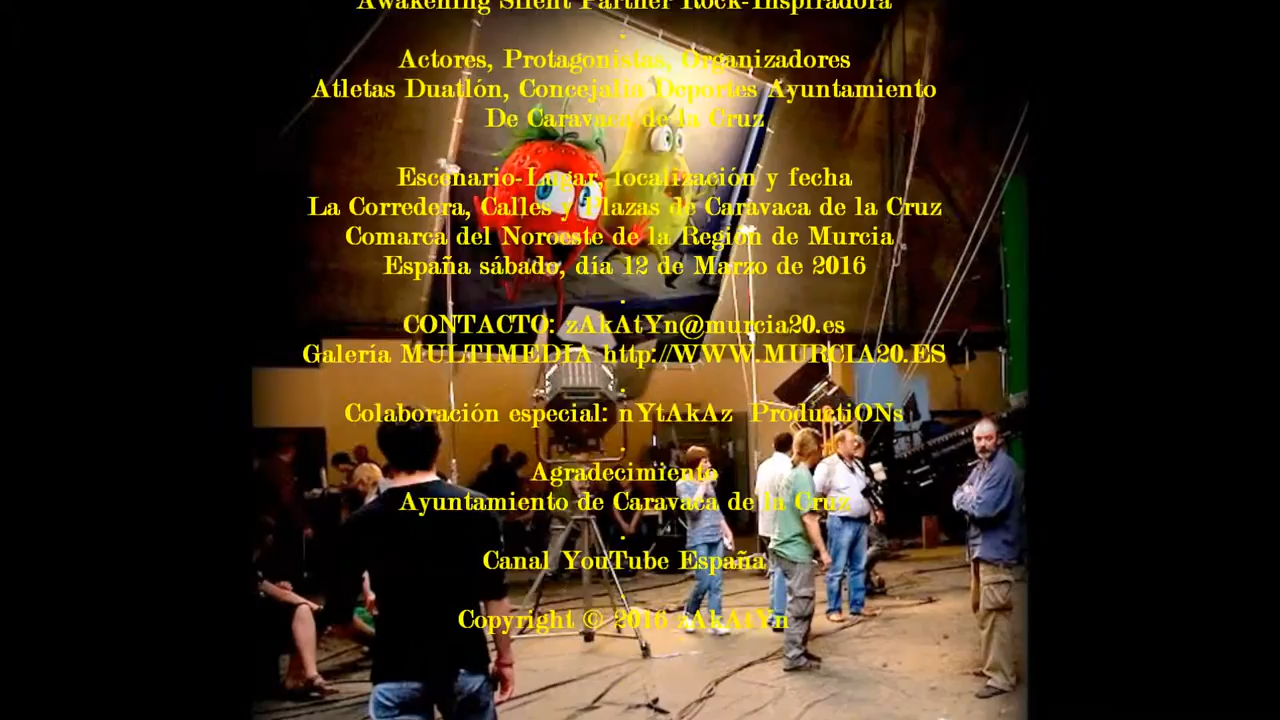 Awakening Silent Partner Rock-Inspiradora
.
Actores, Protagonistas, Organizadores
Atletas Duatlón, Concejalía Deportes Ayuntamiento
De Caravaca de la Cruz
Escenario-Lugar, localización y fecha
La Corredera, Calles y Plazas de Caravaca de la Cruz
Comarca del Noroeste de la Región de Murcia
España sábado, día 12 de Marzo de 2016
.
CONTACTO: zAkAtYn@murcia20.es
Galería MULTIMEDIA http://WWW.MURCIA20.ES
.
Colaboración especial: nYtAkAz ProductiONs
.
Agradecimiento
Ayuntamiento de Caravaca de la Cruz
.
Canal YouTube España
Copyright © 2016 zAkAtYn